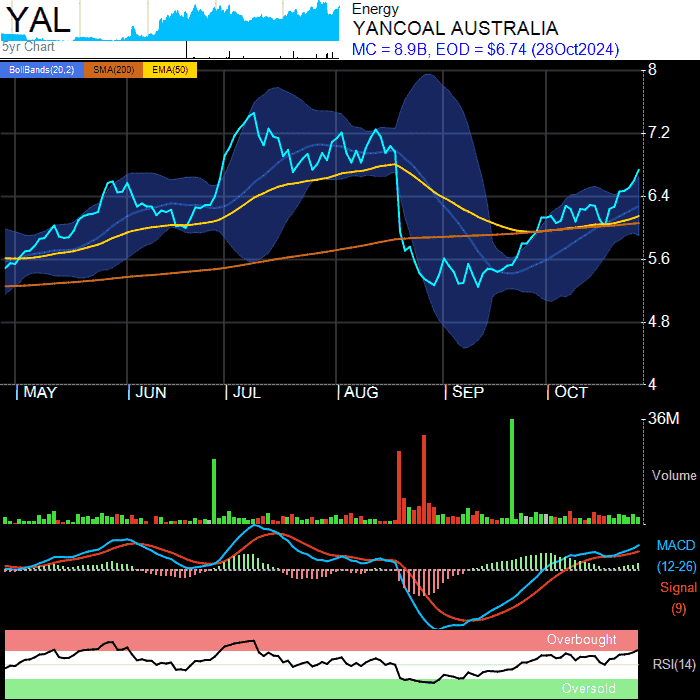 YAL
5yr Chart
Energy
YANCOAL AUSTRALIA
MC = 8.9B, EOD = $6.74 (28Oct2024)
BollBands(20,2) SMA(200) EMA(50)
8
7.2
6.4
5.6
4.8
4
MAY JUN JUL AUG SEP OCT
36M
Volume
MACD
(12-26)
Signal
(9)
Overbought
RSI(14)
Oversold